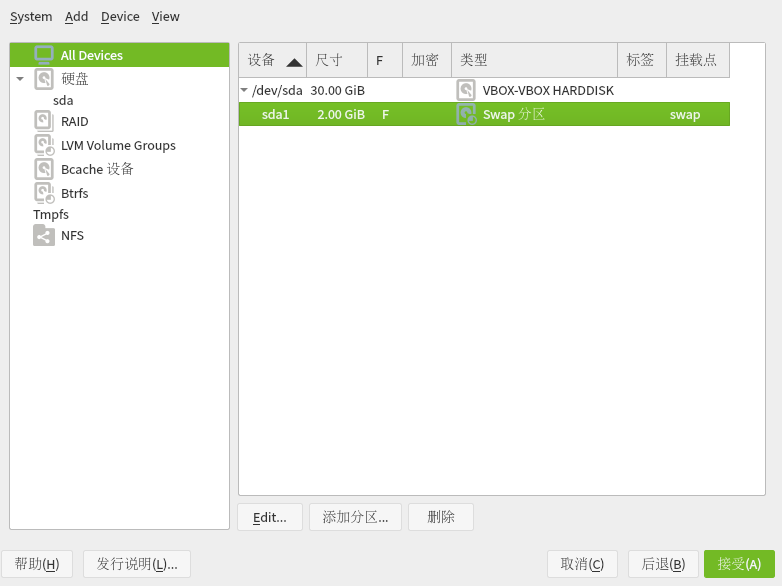 System Add Device View
All Devices
硬盘
sda
RAID
LVM Volume Groups
Bcache 设备
Btrfs
Tmpfs
NFS
设备 尺寸 F 加密 类型 标签 挂载点
/dev/sda 30.00 GiB VBOX-VBOX HARDDISK
sda1 2.00 GiB F Swap 分区 swap
Edit... 添加分区... 删除
帮助(H) 发行说明(L)... 取消(C) 后退(B) 接受(A)